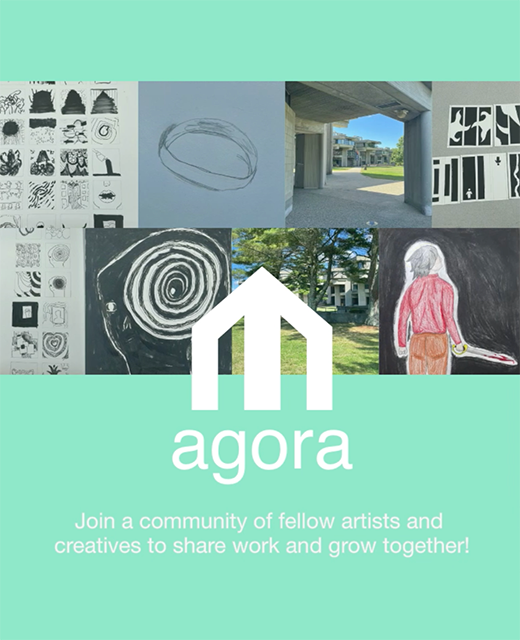 agora
Join a community of fellow artists and
creatives to share work and grow together!